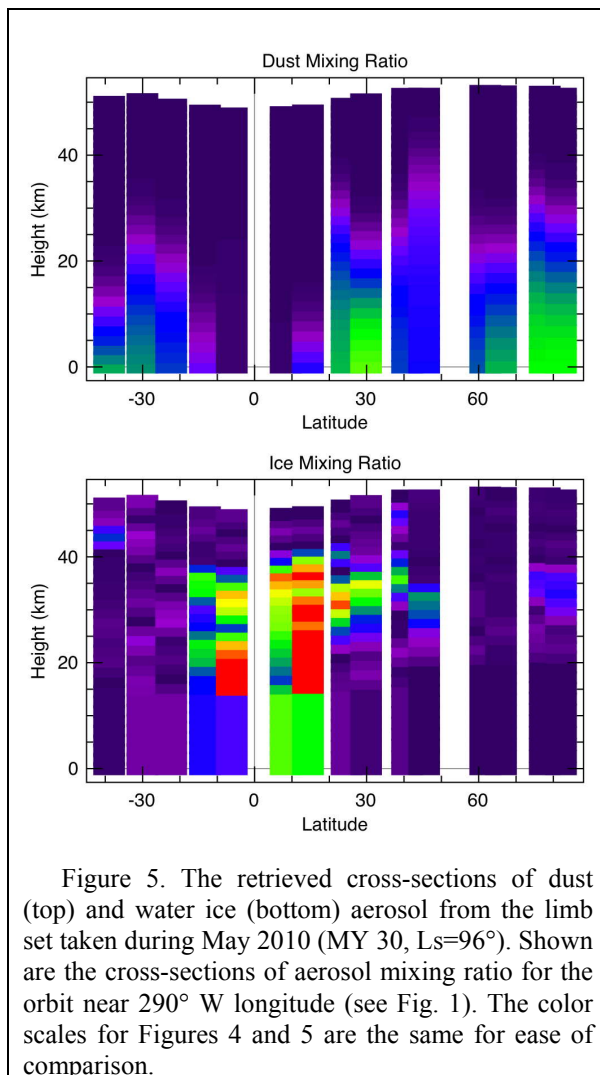 Dust Mixing Ratio
Height (km)
40
20
0
-30 0 30 60
Latitude
Ice Mixing Ratio
Height (km)
40
20
0
-30 0 30 60
Latitude
Figure 5. The retrieved cross-sections of dust
(top) and water ice (bottom) aerosol from the limb
set taken during May 2010 (MY 30, Ls=96°). Shown
are the cross-sections of aerosol mixing ratio for the
orbit near 290° W longitude (see Fig. 1). The color
scales for Figures 4 and 5 are the same for ease of
comparison.